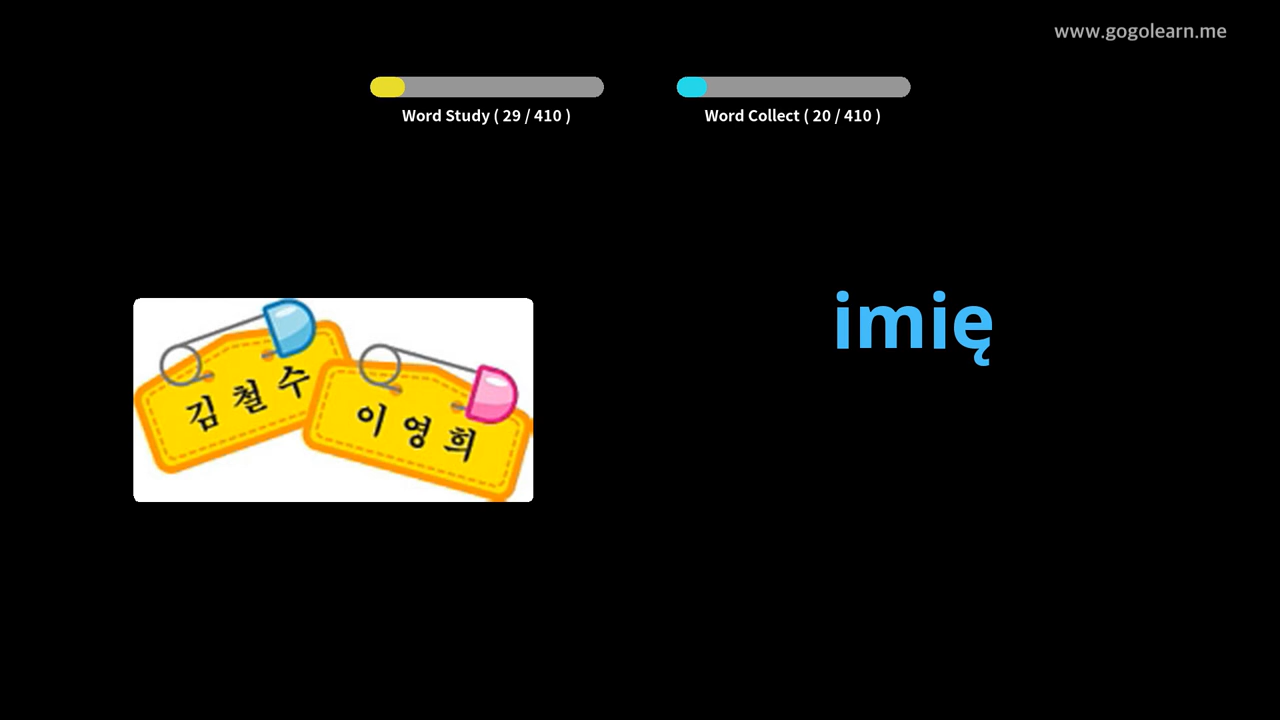 www.gogolearn.me
Word Study ( 29 / 410 )
Word Collect ( 20 / 410 )
imię
김철수
이영희